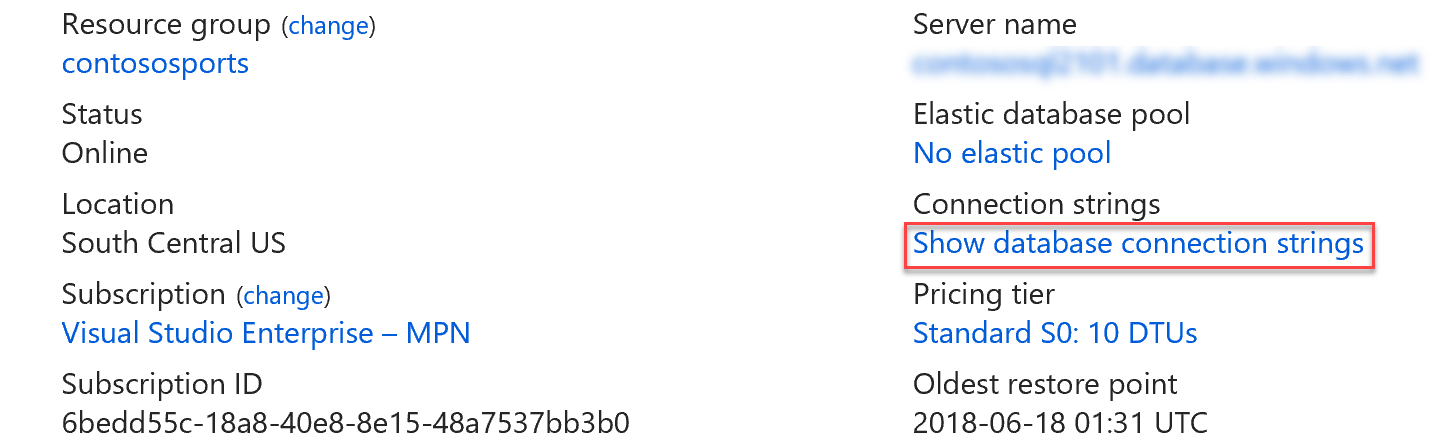 Resource group (change)
contososports
Status
Online
Location
South Central US
Subscription (change)
Visual Studio Enterprise – MPN
Subscription ID
6bedd55c-18a8-40e8-8e15-48a7537bb3b0
Server name
Elastic database pool
No elastic pool
Connection strings
Show database connection strings
Pricing tier
Standard S0: 10 DTUs
Oldest restore point
2018-06-18 01:31 UTC